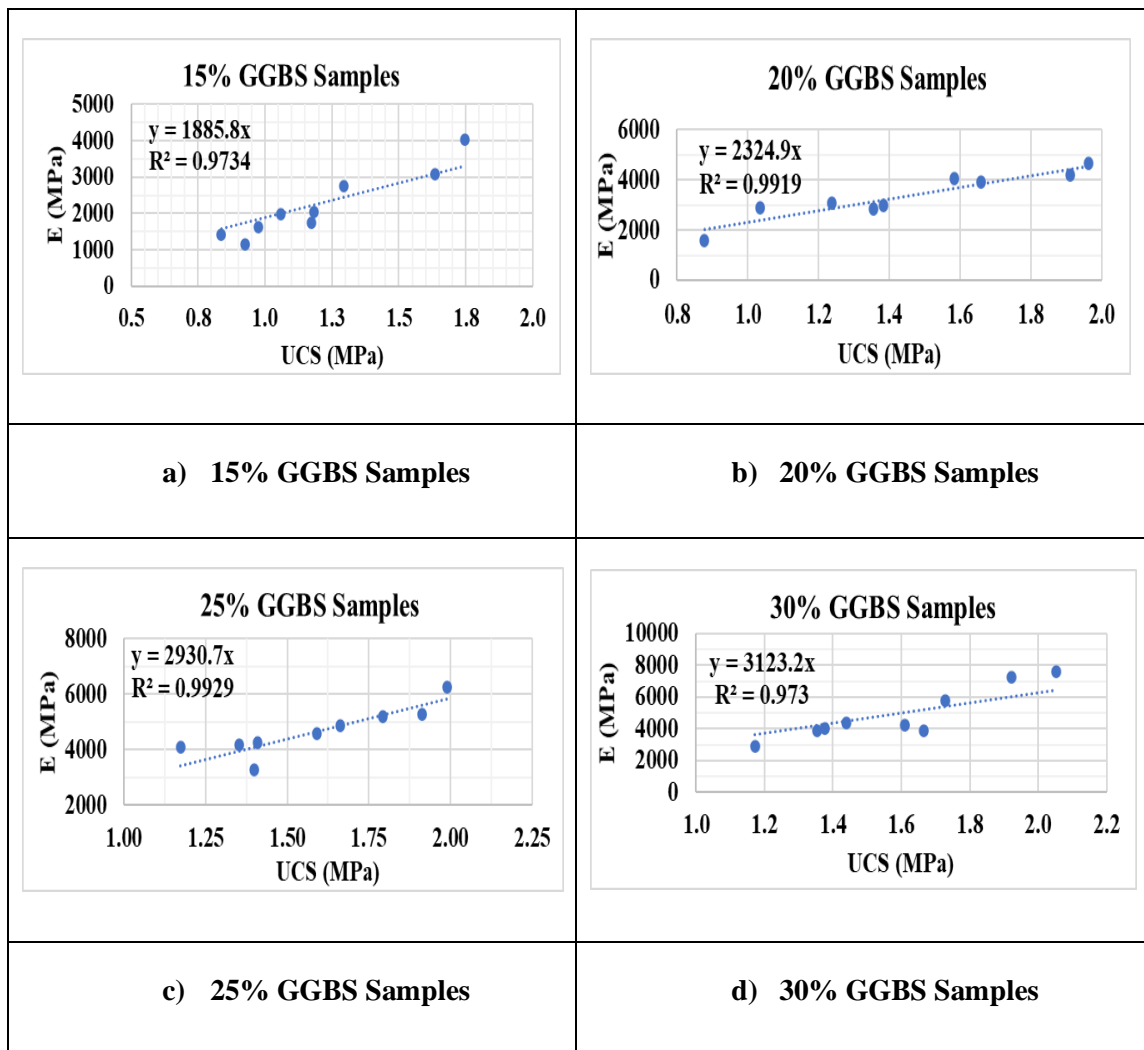 15% GGBS Samples
y = 1885.8x
R² = 0.9734
E (MPa)
5000
4000
3000
2000
1000
0
0.5 0.8 1.0 1.3 1.5 1.8 2.0
UCS (MPa)
20% GGBS Samples
y = 2324.9x
R² = 0.9919
E (MPa)
6000
4000
2000
0
0.8 1.0 1.2 1.4 1.6 1.8 2.0
UCS (MPa)
a) 15% GGBS Samples
b) 20% GGBS Samples
25% GGBS Samples
y = 2930.7x
R² = 0.9929
E (MPa)
8000
6000
4000
2000
1.00 1.25 1.50 1.75 2.00 2.25
UCS (MPa)
30% GGBS Samples
y = 3123.2x
R² = 0.973
E (MPa)
10000
8000
6000
4000
2000
0
1.0 1.2 1.4 1.6 1.8 2.0 2.2
UCS (MPa)
c) 25% GGBS Samples
d) 30% GGBS Samples